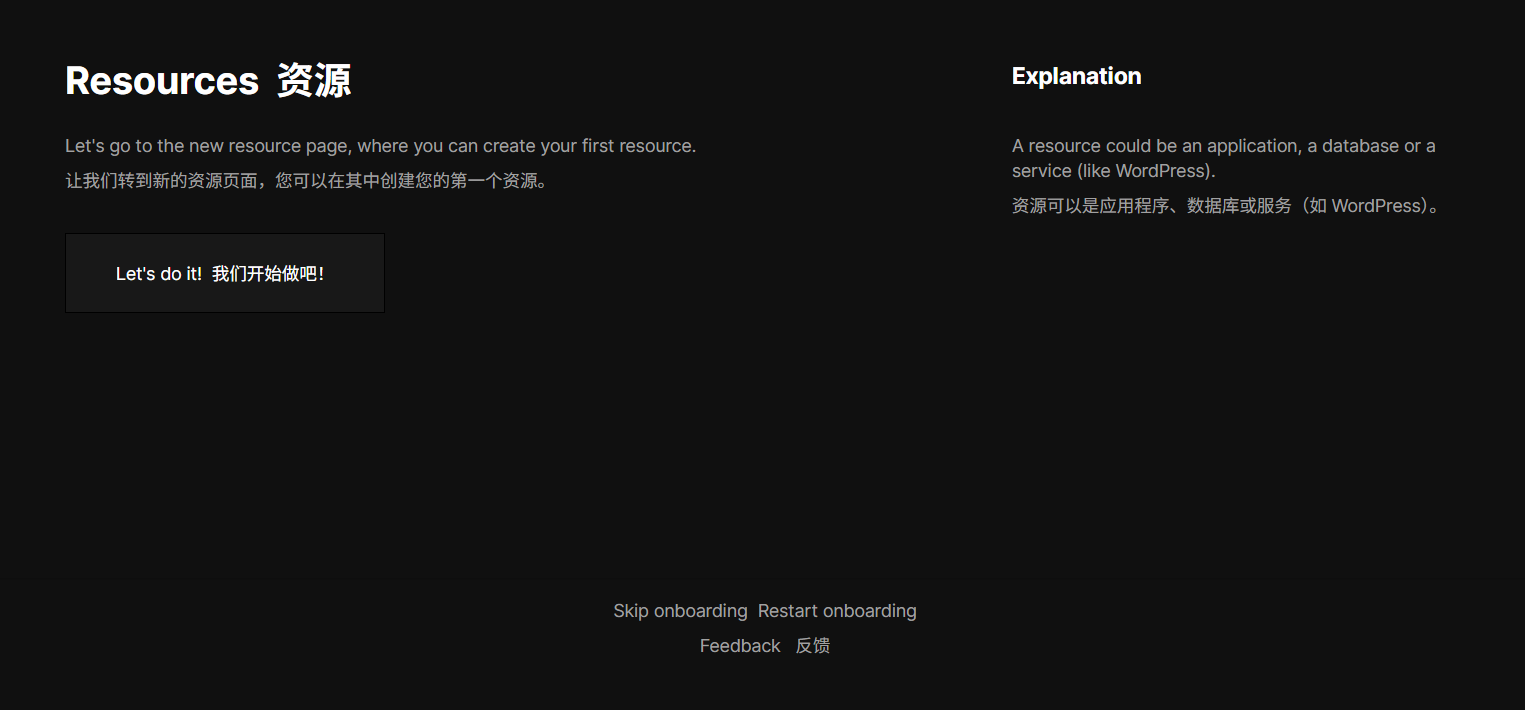 Resources 资源
Let's go to the new resource page, where you can create your first resource.
让我们转到新的资源页面，您可以在其中创建您的第一个资源。
Let's do it! 我们开始做吧！
Explanation
A resource could be an application, a database or a
service (like WordPress).
资源可以是应用程序、数据库或服务（如 WordPress）。
Skip onboarding Restart onboarding
Feedback 反馈